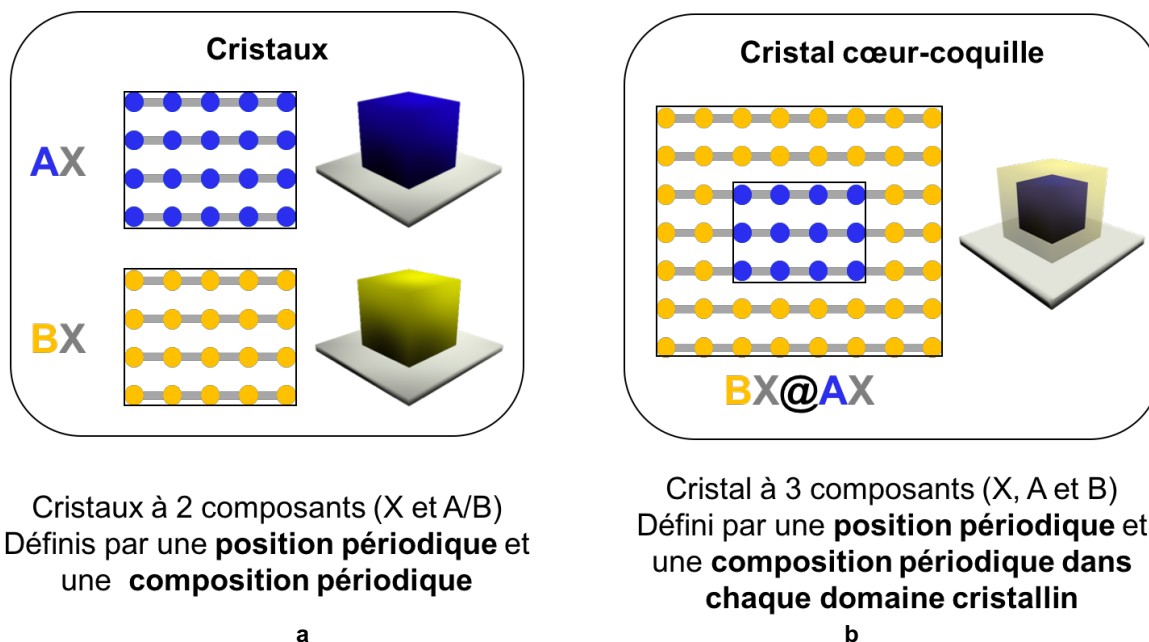 Cristaux
AX
BX
Cristaux à 2 composants (X et A/B)
Définis par une position périodique et
une composition périodique
a
Cristal cœur-coquille
BX@AX
Cristal à 3 composants (X, A et B)
Défini par une position périodique et
une composition périodique dans
chaque domaine cristallin
b